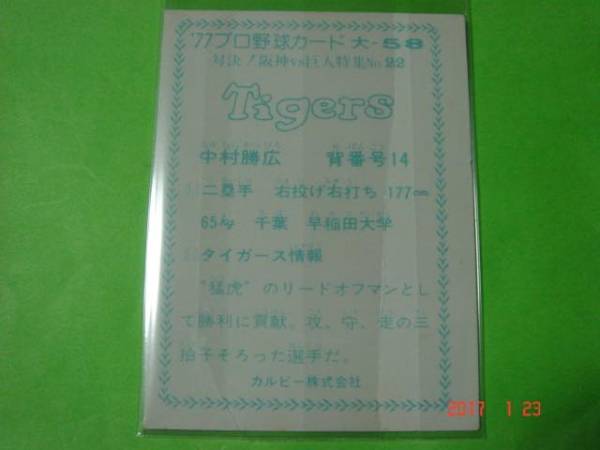 '77プロ野球カード 大-58
対決!阪神vs巨人特集No.22
Tigers
中村勝広 背番号14
二塁手 右投げ右打ち 177cm
65kg 千葉 早稲田大学
タイガース情報
"猛虎"のリードオフマンとし
て勝利に貢献。攻、守、走の三
拍子そろった選手だ。
カルビー株式会社
2017 1 23